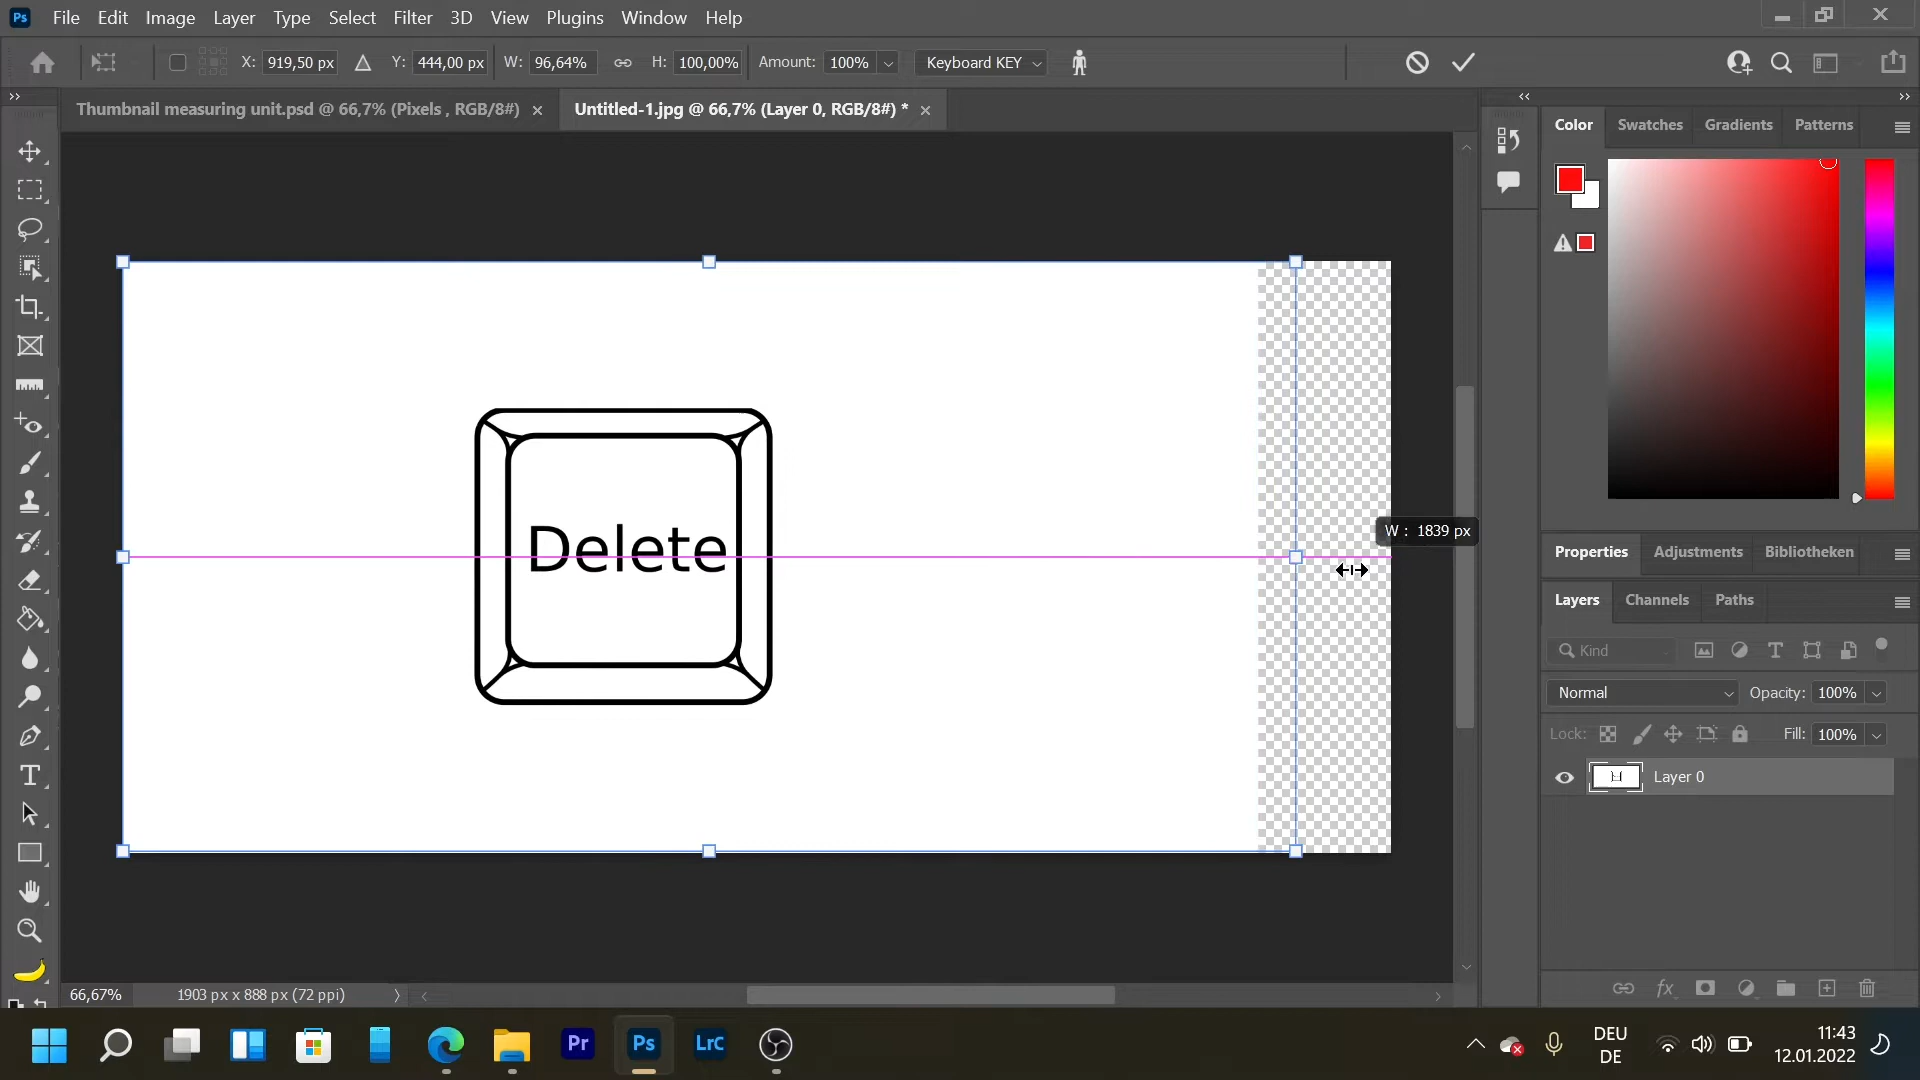 Ps File Edit Image Layer Type Select Filter 3D View Plugins Window Help
X: 919,50 px Y: 444,00 px W: 96,64% H: 100,00% Amount: 100% Keyboard KEY
Thumbnail measuring unit.psd @ 66,7% (Pixels , RGB/8#) × Untitled-1.jpg @ 66,7% (Layer 0, RGB/8#) * ×
Color Swatches Gradients Patterns
Delete
W : 1839 px
Properties Adjustments Bibliotheken
Layers Channels Paths
Kind
Normal Opacity: 100%
Lock: Fill: 100%
Layer 0
66,67% 1903 px x 888 px (72 ppi)
Pr Ps LrC
DEU
DE
11:43
12.01.2022